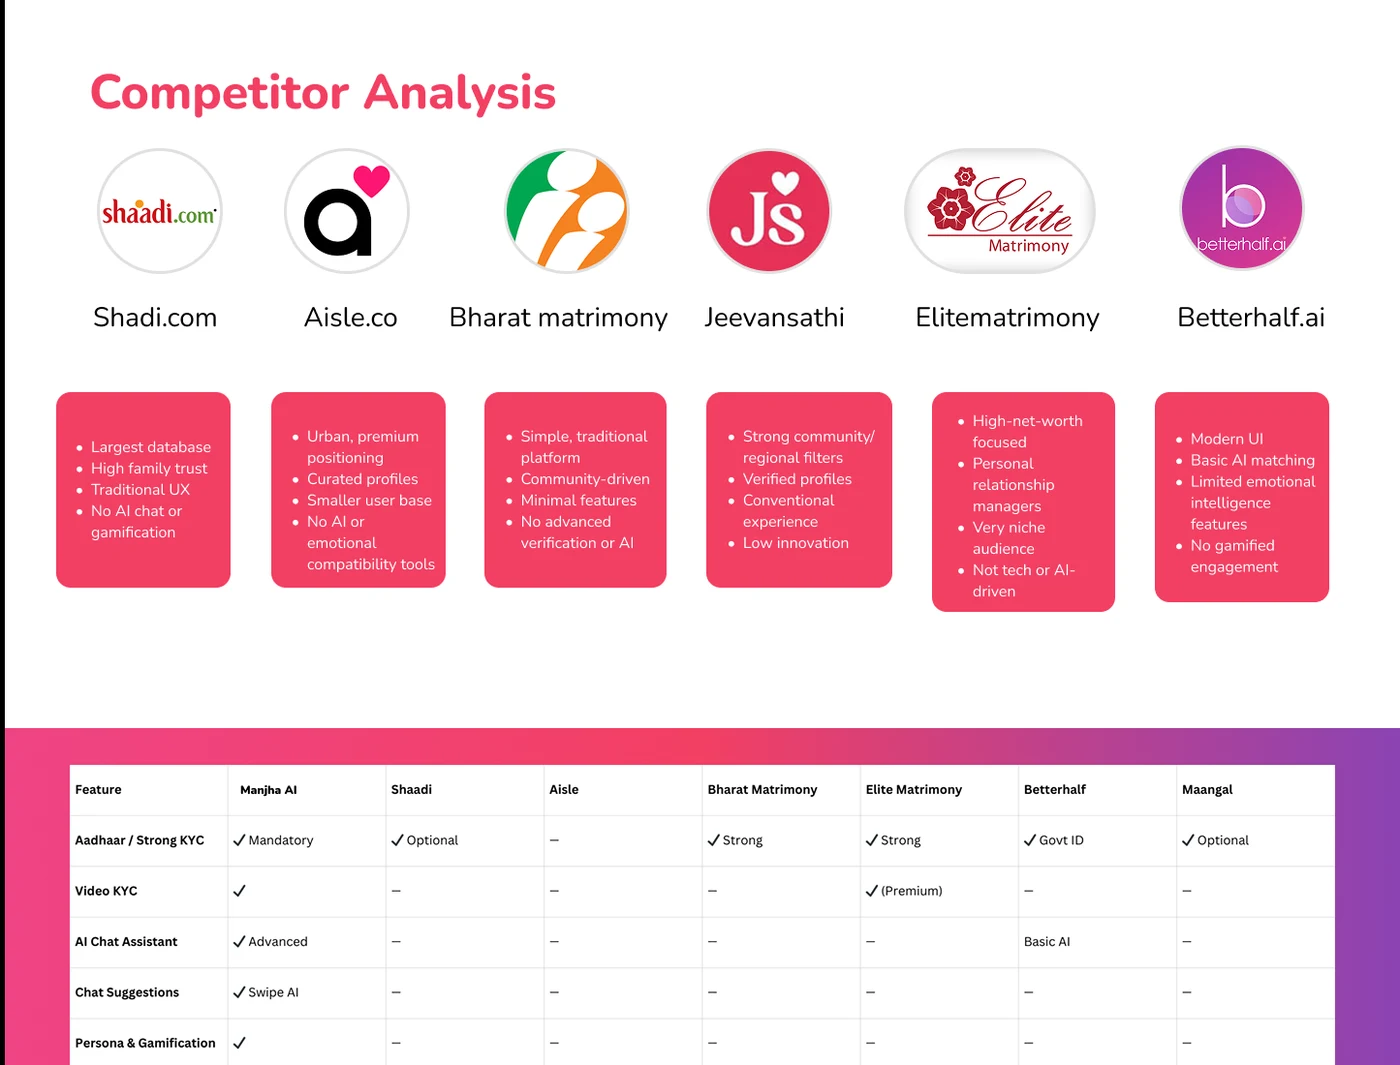 Competitor Analysis
shaadi.com
a
Js
Elite
Matrimony
b
betterhalf.ai
Shadi.com
Aisle.co
Bharat matrimony
Jeevansathi
Elitematrimony
Betterhalf.ai
• Largest database
• High family trust
• Traditional UX
• No AI chat or
gamification
• Urban, premium
positioning
• Curated profiles
• Smaller user base
• No AI or
emotional
compatibility tools
• Simple, traditional
platform
• Community-driven
• Minimal features
• No advanced
verification or AI
• Strong community/
regional filters
• Verified profiles
• Conventional
experience
• Low innovation
• High-net-worth
focused
• Personal
relationship
managers
• Very niche
audience
• Not tech or AI-
driven
• Modern UI
• Basic AI matching
• Limited emotional
intelligence
features
• No gamified
engagement
Feature Manjha AI Shaadi Aisle Bharat Matrimony Elite Matrimony Betterhalf Maangal
Aadhaar / Strong KYC ✓ Mandatory ✓ Optional – ✓ Strong ✓ Strong ✓ Govt ID ✓ Optional
Video KYC ✓ – – – ✓ (Premium) – –
AI Chat Assistant ✓ Advanced – – – – Basic AI –
Chat Suggestions ✓ Swipe AI – – – – – –
Persona & Gamification ✓ – – – – – –